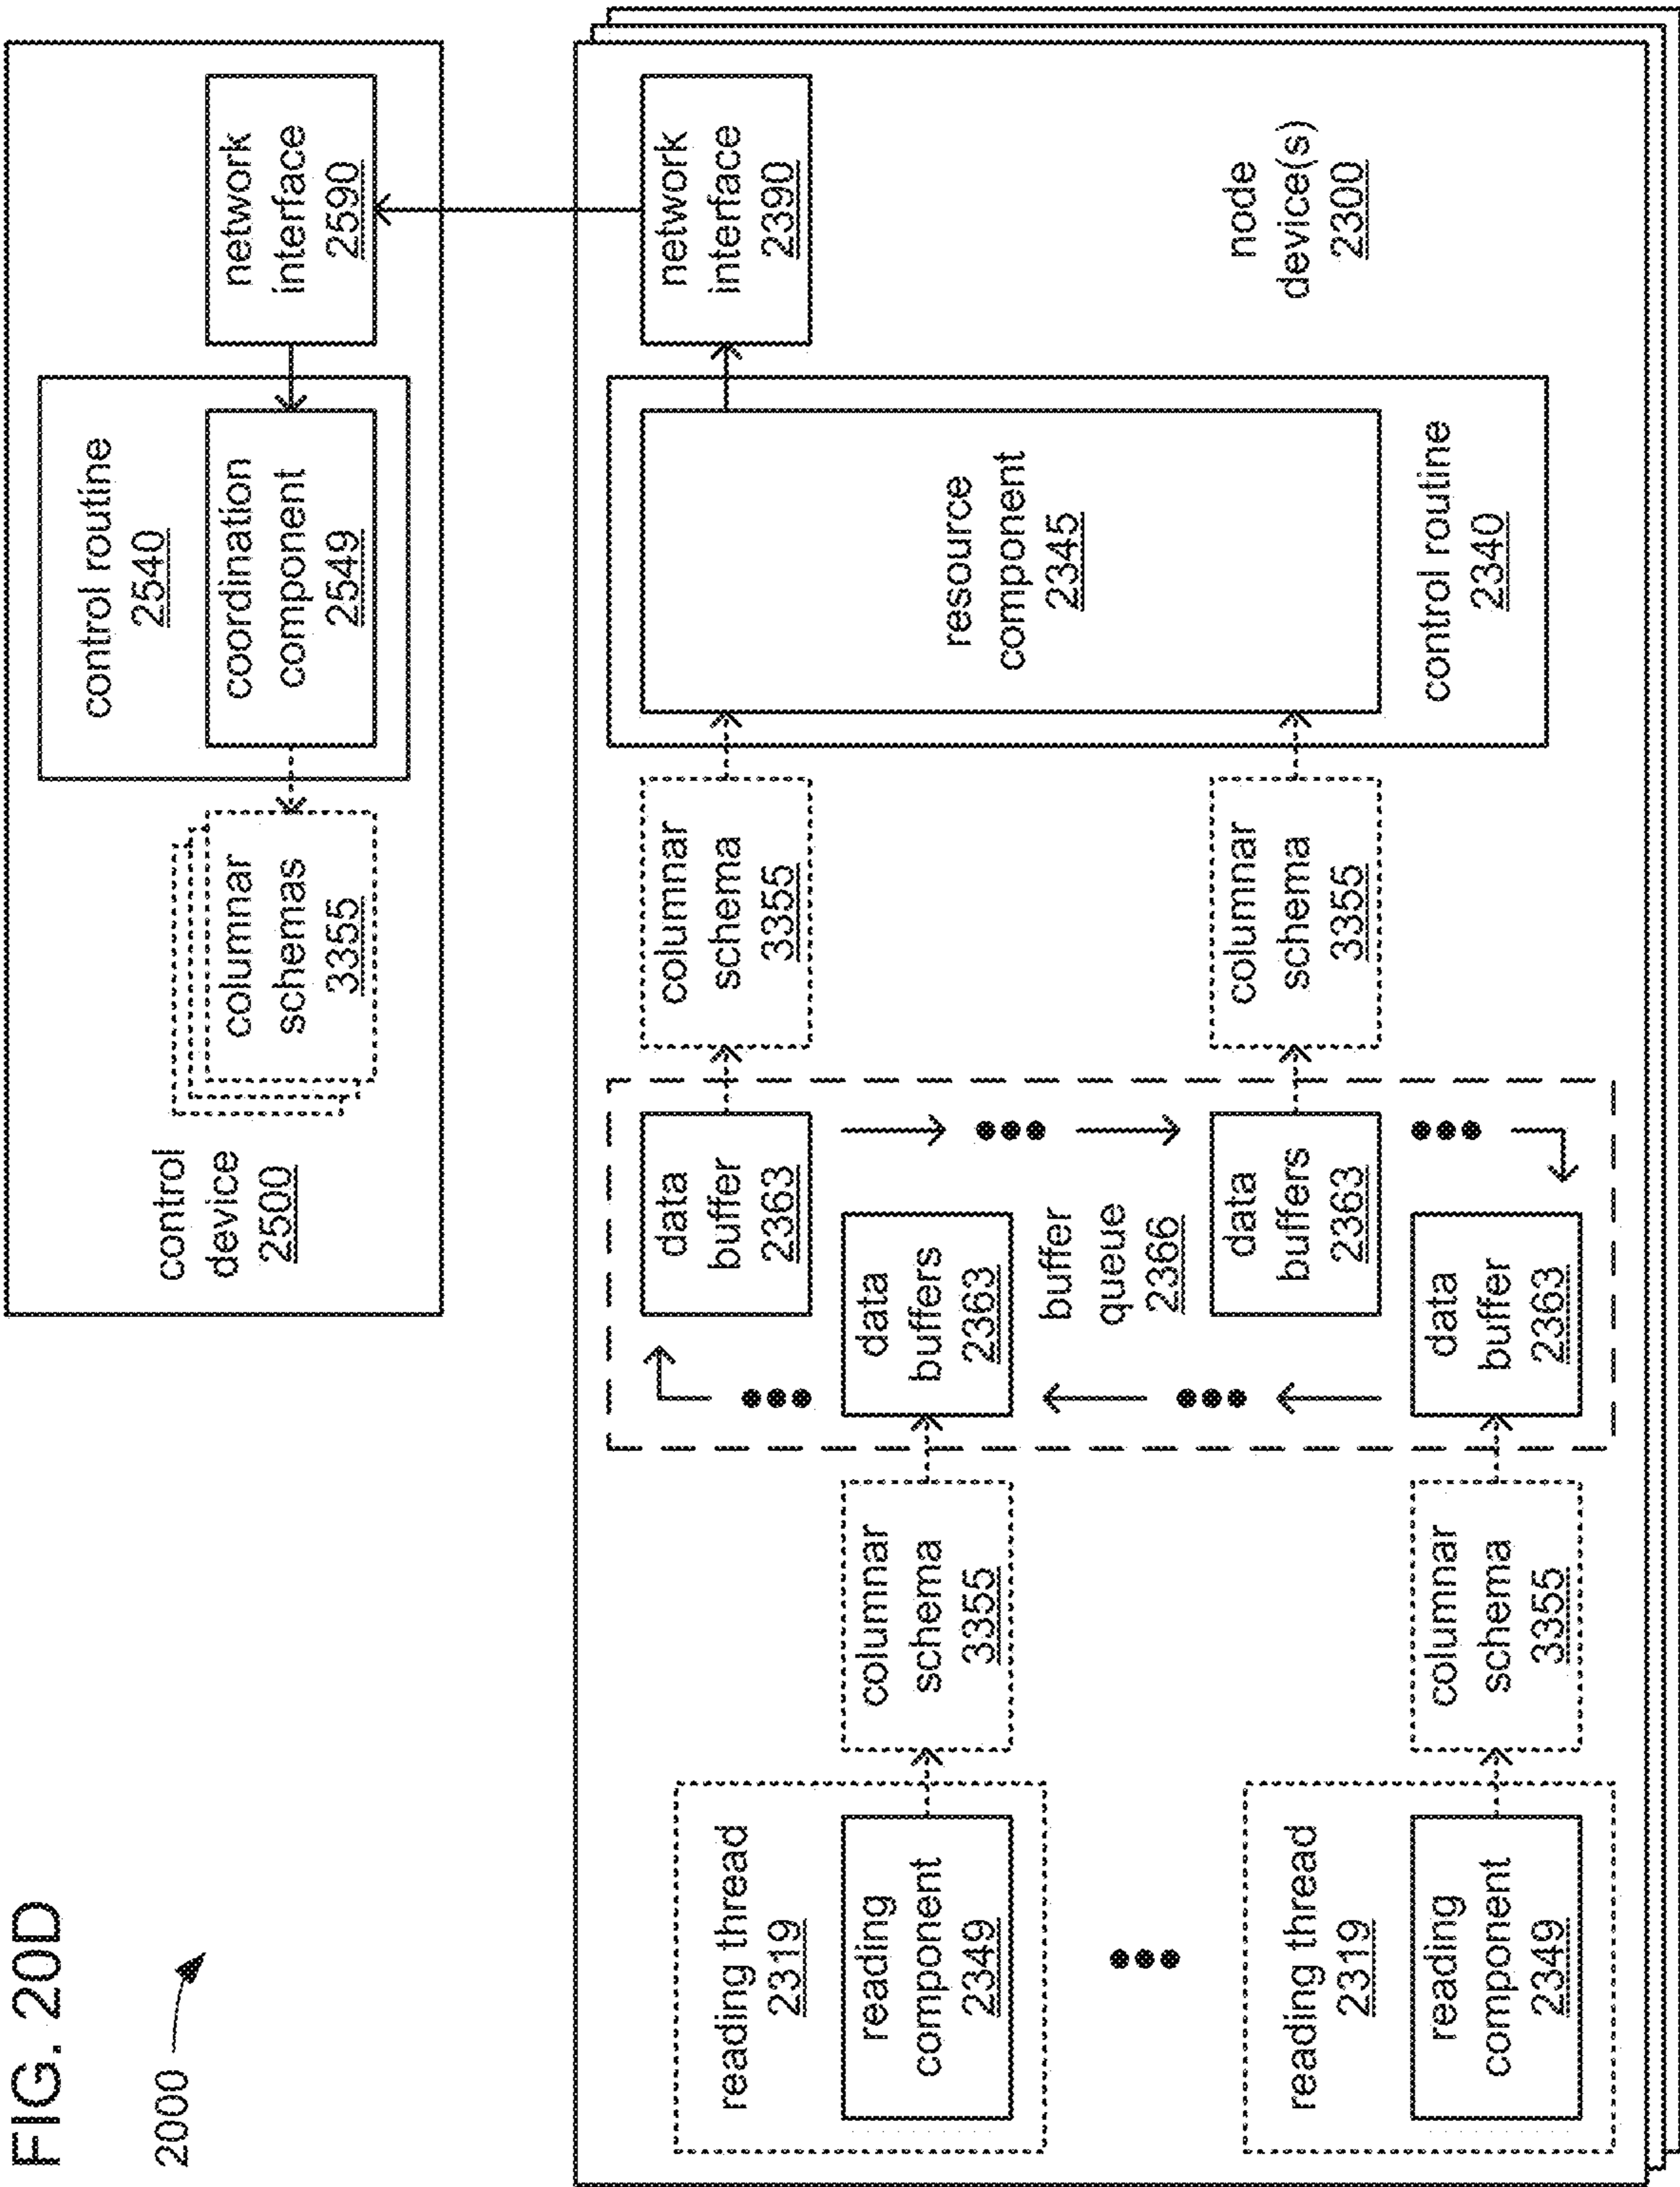 FIG. 20D
2000
control
device
2500
columnar
schemas
3355
control routine
2540
coordination
component
2549
network
interface
2590
reading thread
2319
reading
component
2349
columnar
schema
3355
data
buffers
2363
data
buffer
2363
columnar
schema
3355
resource
component
2345
network
interface
2390
buffer
queue
2366
reading thread
2319
reading
component
2349
columnar
schema
3355
data
buffer
2363
data
buffers
2363
columnar
schema
3355
control routine
2340
node
device(s)
2300